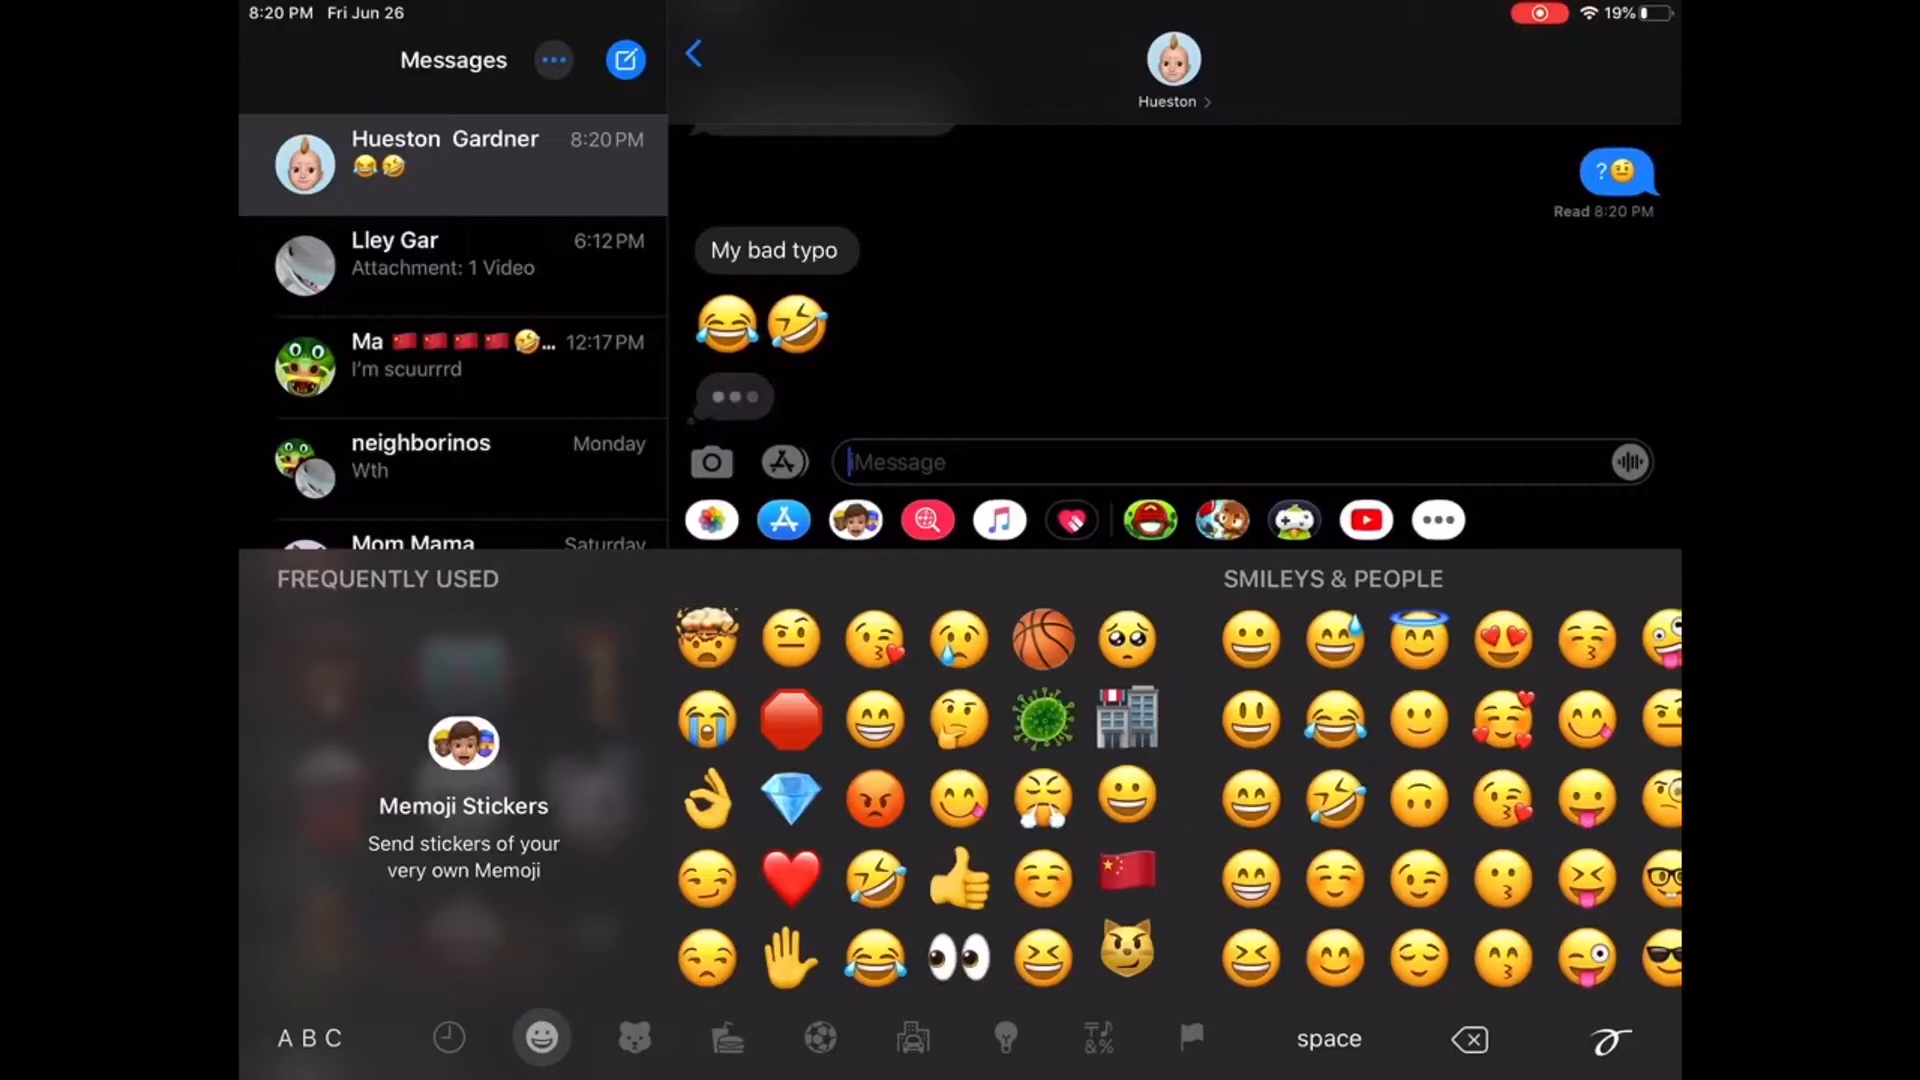 8:20 PM Fri Jun 26
19%
Messages
Hueston
Hueston Gardner 8:20 PM
😂🤣
Lley Gar 6:12 PM
Attachment: 1 Video
Ma 🇨🇳🇨🇳🇨🇳🇨🇳🤣... 12:17 PM
I'm scuurrrd
neighborinos Monday
Wth
Mom Mama Saturday
?🤨
Read 8:20 PM
My bad typo
😂🤣
iMessage
FREQUENTLY USED
SMILEYS & PEOPLE
Memoji Stickers
Send stickers of your
very own Memoji
ABC
space